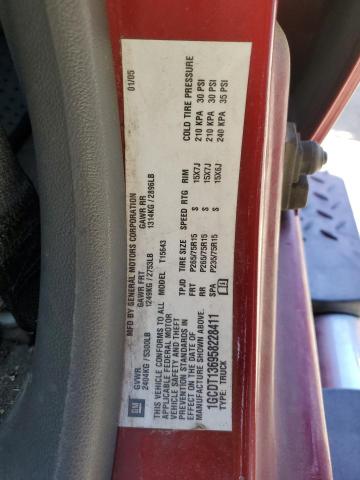 MFD BY GENERAL MOTORS CORPORATION 01/05
GVWR GAWR FRT GAWR RR
2404KG / 5300LB 1249KG / 2753LB 1314KG / 2896LB
THIS VEHICLE CONFORMS TO ALL
APPLICABLE FEDERAL MOTOR
VEHICLE SAFETY AND THEFT
PREVENTION STANDARDS IN
EFFECT ON THE DATE OF
MANUFACTURE SHOWN ABOVE.
1GCDT136958228411
TYPE: TRUCK
T15643
TPJD TIRE SIZE SPEED RTG RIM COLD TIRE PRESSURE
FRT P265/75R15 S 15X7J 210 KPA 30 PSI
RR P265/75R15 S 15X7J 210 KPA 30 PSI
SPA P235/75R15 S 15X6J 240 KPA 35 PSI
GM